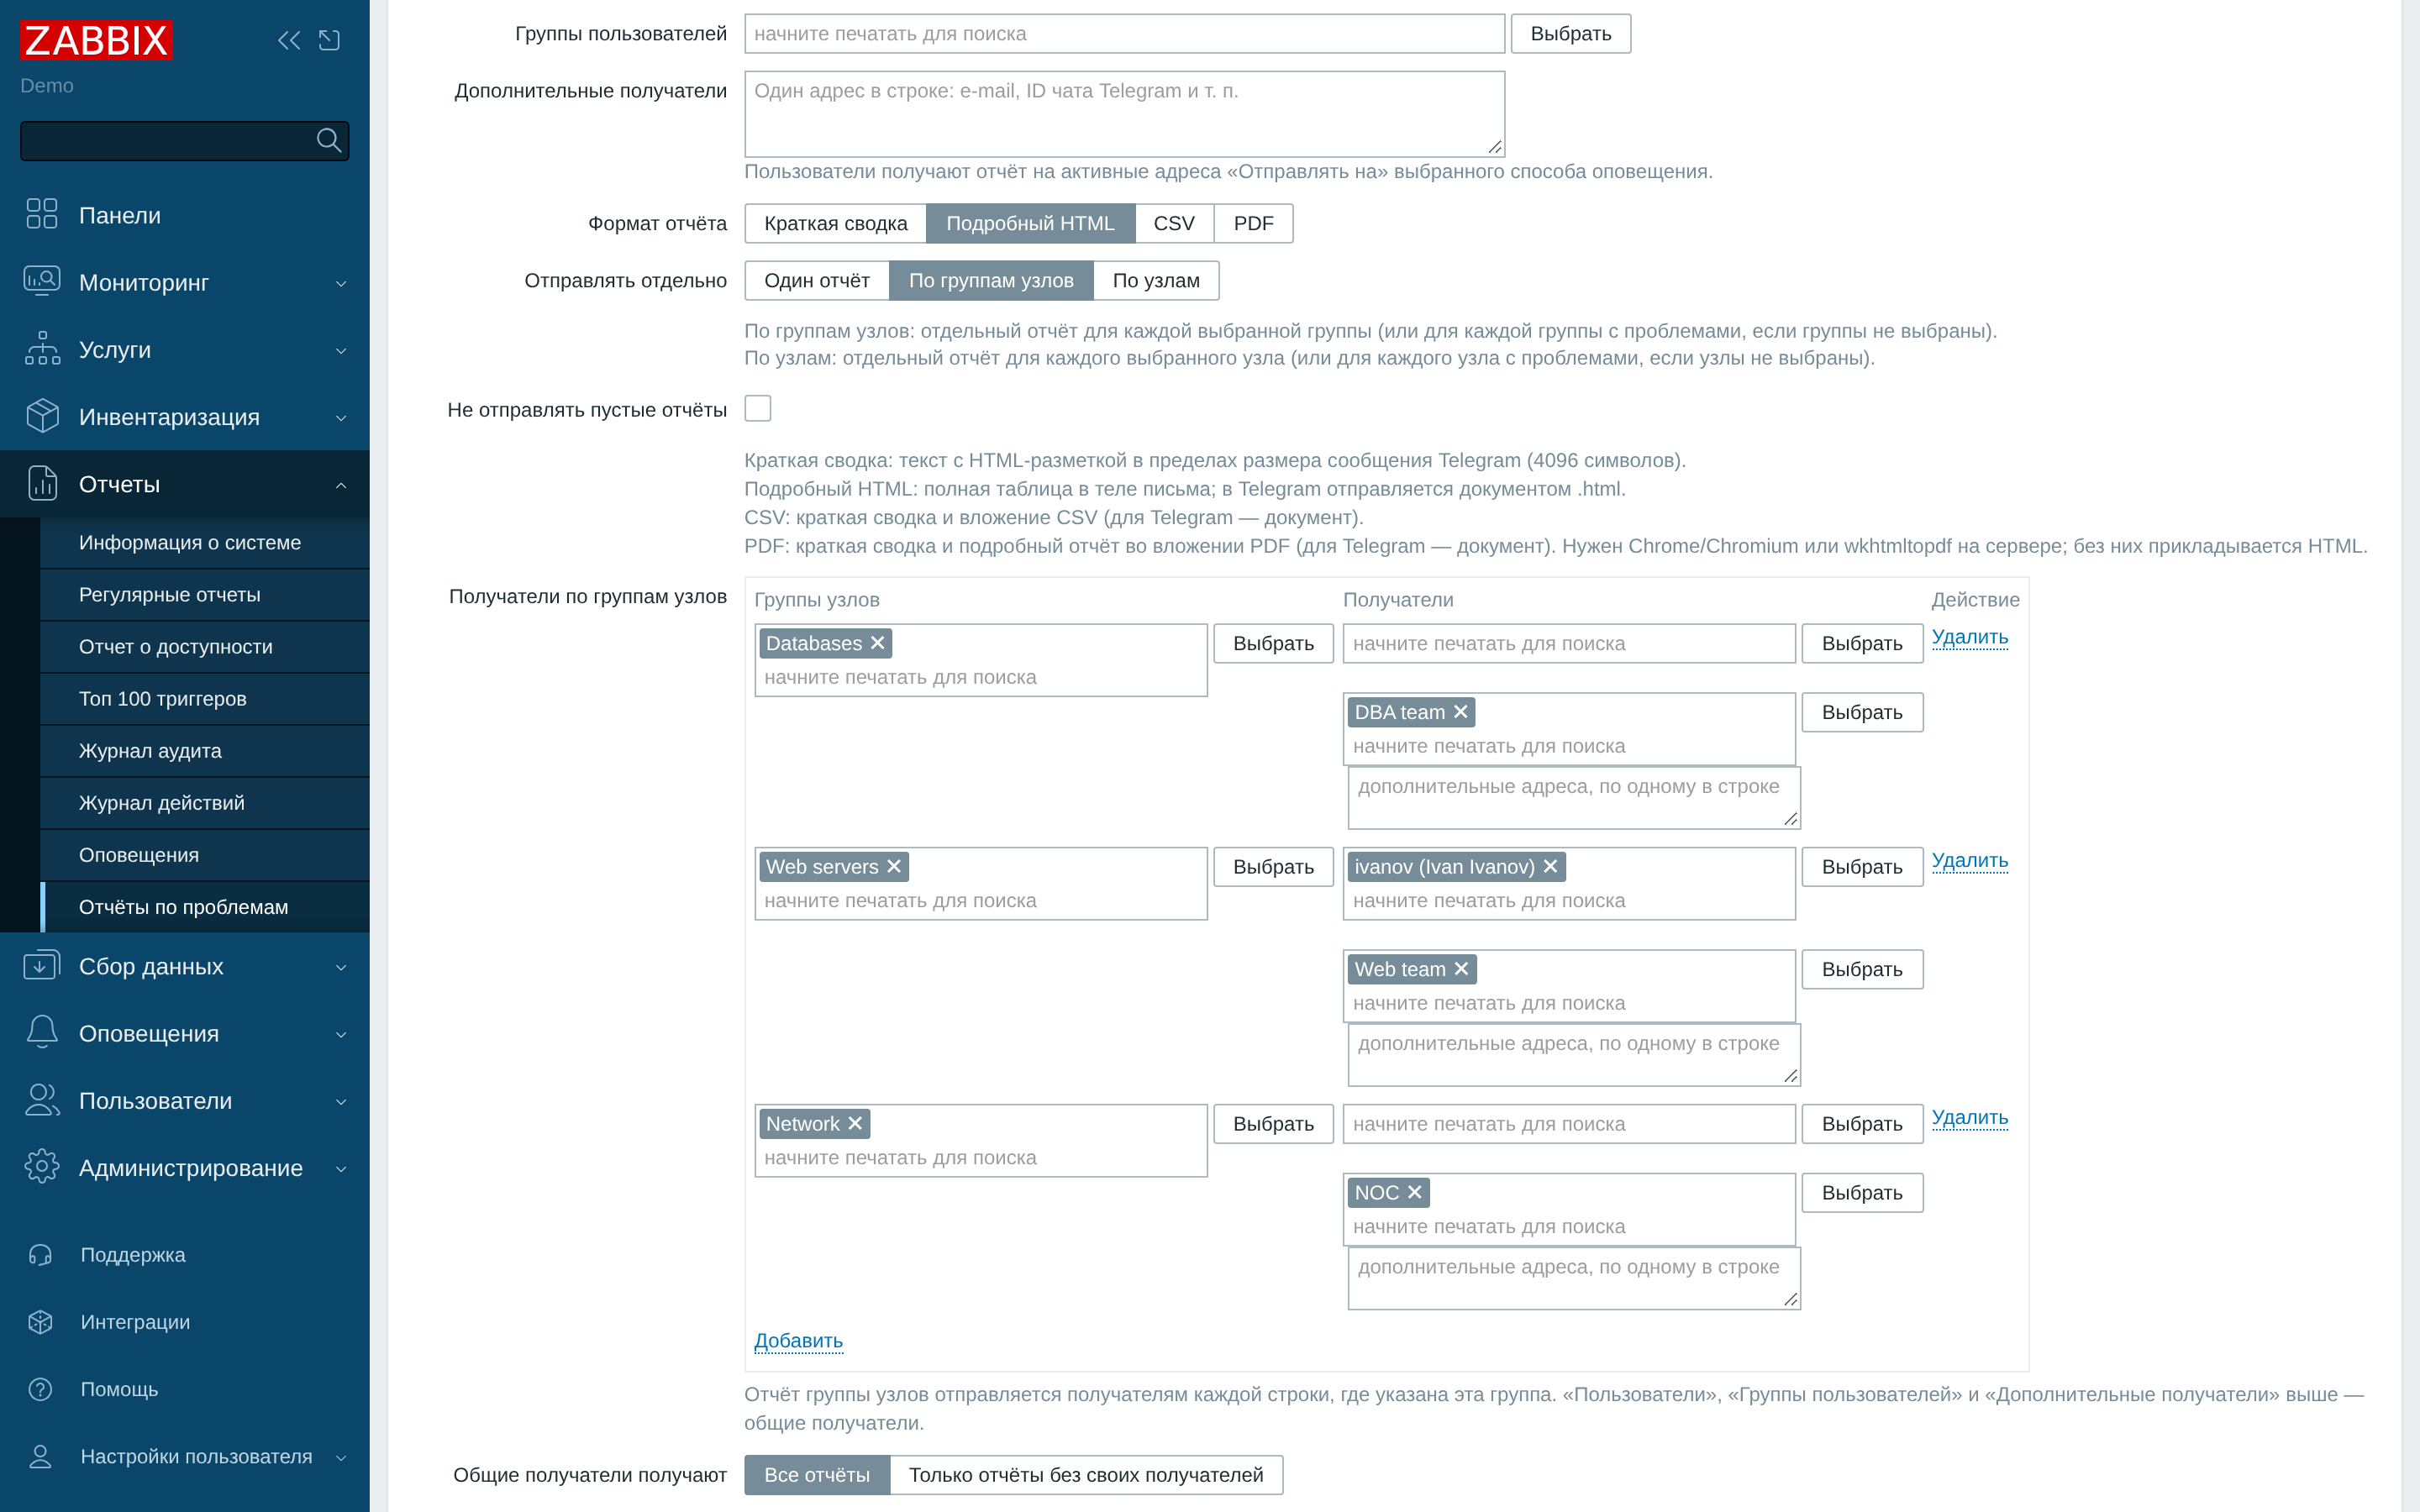 ZABBIX
Demo
Панели
Мониторинг
Услуги
Инвентаризация
Отчеты
Информация о системе
Регулярные отчеты
Отчет о доступности
Топ 100 триггеров
Журнал аудита
Журнал действий
Оповещения
Отчёты по проблемам
Сбор данных
Оповещения
Пользователи
Администрирование
Поддержка
Интеграции
Помощь
Настройки пользователя
Группы пользователей начните печатать для поиска Выбрать
Дополнительные получатели Один адрес в строке: e-mail, ID чата Telegram и т. п.
Пользователи получают отчёт на активные адреса «Отправлять на» выбранного способа оповещения.
Формат отчёта Краткая сводка Подробный HTML CSV PDF
Отправлять отдельно Один отчёт По группам узлов По узлам
По группам узлов: отдельный отчёт для каждой выбранной группы (или для каждой группы с проблемами, если группы не выбраны).
По узлам: отдельный отчёт для каждого выбранного узла (или для каждого узла с проблемами, если узлы не выбраны).
Не отправлять пустые отчёты
Краткая сводка: текст с HTML-разметкой в пределах размера сообщения Telegram (4096 символов).
Подробный HTML: полная таблица в теле письма; в Telegram отправляется документом .html.
CSV: краткая сводка и вложение CSV (для Telegram — документ).
PDF: краткая сводка и подробный отчёт во вложении PDF (для Telegram — документ). Нужен Chrome/Chromium или wkhtmltopdf на сервере; без них прикладывается HTML.
Получатели по группам узлов Группы узлов Получатели Действие
Databases Выбрать начните печатать для поиска Выбрать Удалить
начните печатать для поиска
DBA team Выбрать
начните печатать для поиска
дополнительные адреса, по одному в строке
Web servers Выбрать ivanov (Ivan Ivanov) Выбрать Удалить
начните печатать для поиска начните печатать для поиска
Web team Выбрать
начните печатать для поиска
дополнительные адреса, по одному в строке
Network Выбрать начните печатать для поиска Выбрать Удалить
начните печатать для поиска
NOC Выбрать
начните печатать для поиска
дополнительные адреса, по одному в строке
Добавить
Отчёт группы узлов отправляется получателям каждой строки, где указана эта группа. «Пользователи», «Группы пользователей» и «Дополнительные получатели» выше —
общие получатели.
Общие получатели получают Все отчёты Только отчёты без своих получателей